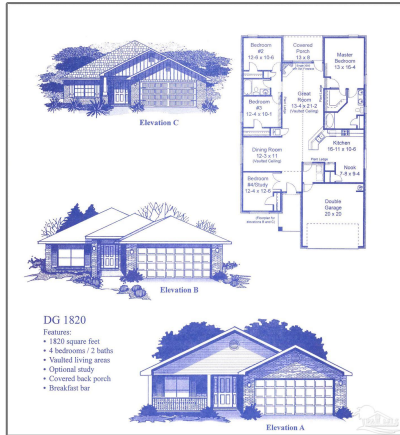 Elevation C
Bedroom
#2
12-6 x 10-6
Covered
Porch
13 x 9
Master
Bedroom
13 x 16-4
Great
Room
13-4 x 21-2
(Vaulted Ceiling)
Bedroom
#3
12-4 x 10-1
Kitchen
16-11 x 10-6
Dining Room
12-3 x 11
(Vaulted Ceiling)
Plant Ledge
Nook
7-8 x 9-4
Bedroom
#4/Study
12-4 x 12-6
Double
Garage
20 x 20
Elevation B
DG 1820
Features:
• 1820 square feet
• 4 bedrooms / 2 baths
• Vaulted living areas
• Optional study
• Covered back porch
• Breakfast bar
Elevation A